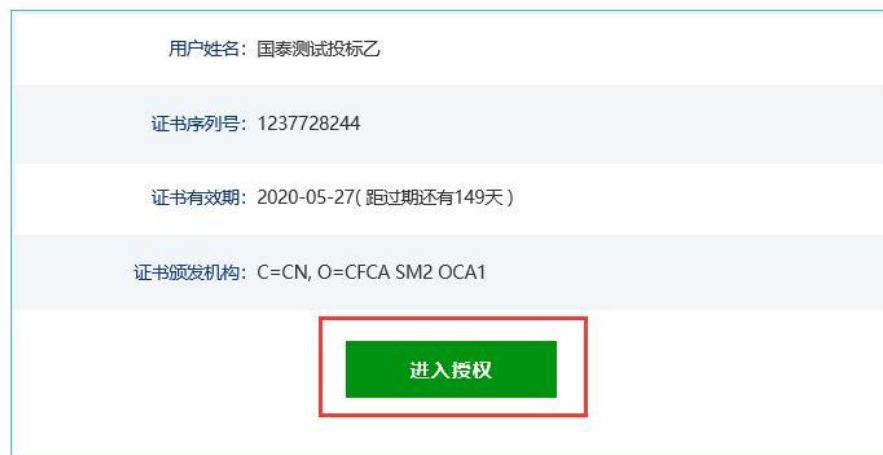 用户姓名：国泰测试投标乙
证书序列号：1237728244
证书有效期：2020-05-27( 距过期还有149天 )
证书颁发机构：C=CN, O=CFCA SM2 OCA1
进入授权